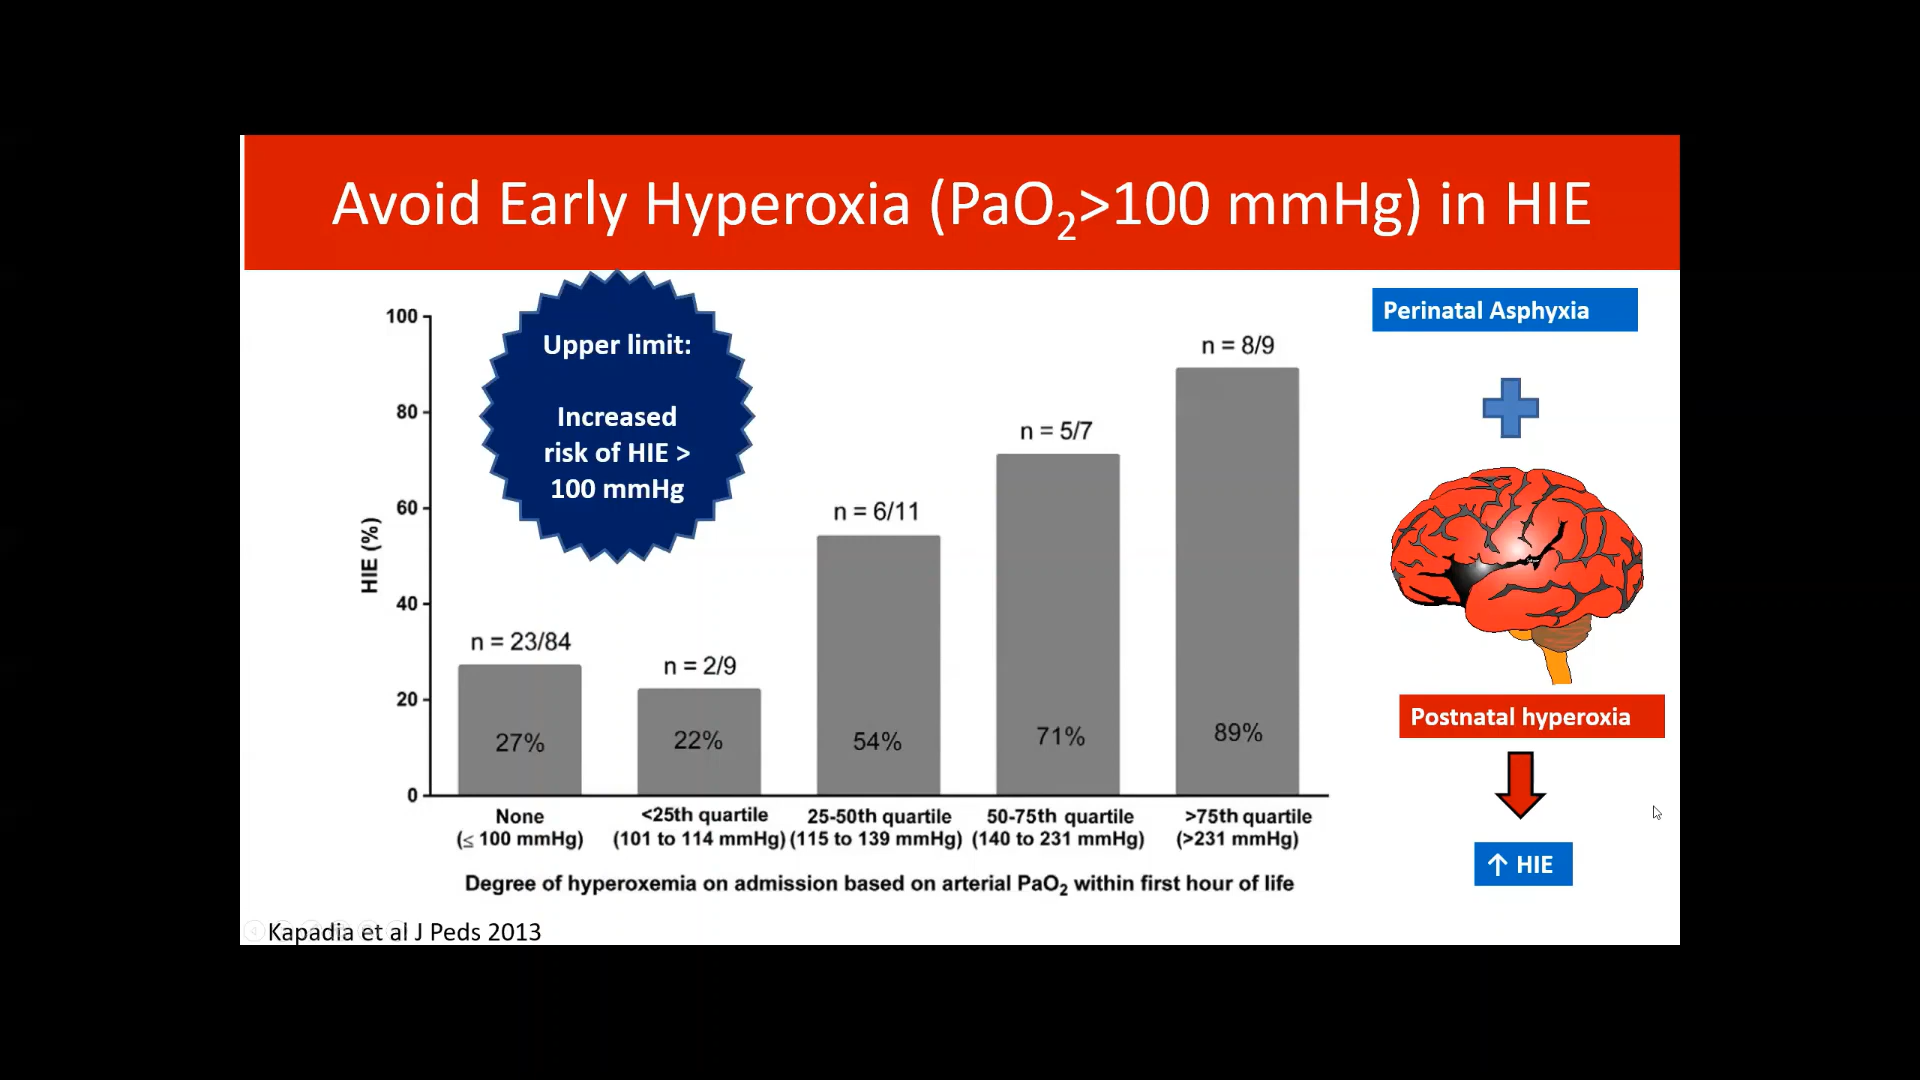 Avoid Early Hyperoxia (PaO2>100 mmHg) in HIE
Upper limit:
Increased
risk of HIE >
100 mmHg
HIE (%)
100
80
60
40
20
0
n = 23/84
n = 2/9
n = 6/11
n = 5/7
n = 8/9
27%
22%
54%
71%
89%
None
(≤ 100 mmHg)
<25th quartile
(101 to 114 mmHg)
25-50th quartile
(115 to 139 mmHg)
50-75th quartile
(140 to 231 mmHg)
>75th quartile
(>231 mmHg)
Degree of hyperoxemia on admission based on arterial PaO2 within first hour of life
Perinatal Asphyxia
Postnatal hyperoxia
↑ HIE
Kapadia et al J Peds 2013